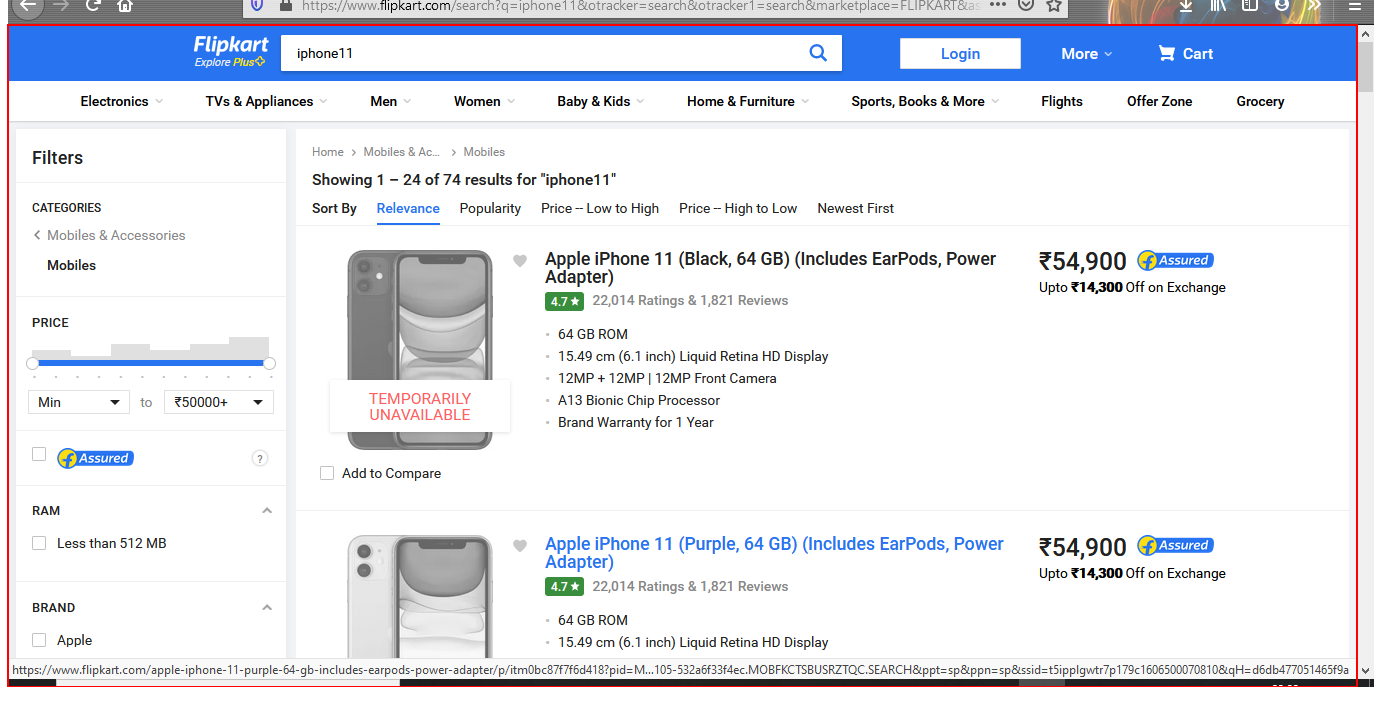 https://www.flipkart.com/search?q=iphone11&otracker=search&otracker1=search&marketplace=FLIPKART&as
Flipkart
Explore Plus
iphone11
Login
More
Cart
Electronics
TVs & Appliances
Men
Women
Baby & Kids
Home & Furniture
Sports, Books & More
Flights
Offer Zone
Grocery
Filters
CATEGORIES
Mobiles & Accessories
Mobiles
PRICE
Min to ₹50000+
Assured
?
RAM
Less than 512 MB
BRAND
Apple
Home > Mobiles & Ac... > Mobiles
Showing 1 – 24 of 74 results for "iphone11"
Sort By Relevance Popularity Price -- Low to High Price -- High to Low Newest First
Apple iPhone 11 (Black, 64 GB) (Includes EarPods, Power
Adapter)
4.7★ 22,014 Ratings & 1,821 Reviews
64 GB ROM
15.49 cm (6.1 inch) Liquid Retina HD Display
12MP + 12MP | 12MP Front Camera
A13 Bionic Chip Processor
Brand Warranty for 1 Year
TEMPORARILY
UNAVAILABLE
Add to Compare
₹54,900 Assured
Upto ₹14,300 Off on Exchange
Apple iPhone 11 (Purple, 64 GB) (Includes EarPods, Power
Adapter)
4.7★ 22,014 Ratings & 1,821 Reviews
64 GB ROM
15.49 cm (6.1 inch) Liquid Retina HD Display
₹54,900 Assured
Upto ₹14,300 Off on Exchange
https://www.flipkart.com/apple-iphone-11-purple-64-gb-includes-earpods-power-adapter/p/itm0bc87f7f6d418?pid=M...105-532a6f33f4ec.MOBFKCTSBUSRZTQC.SEARCH&ppt=sp&ppn=sp&ssid=t5ipplgwtr7p179c1606500070810&qH=d6db477051465f9a